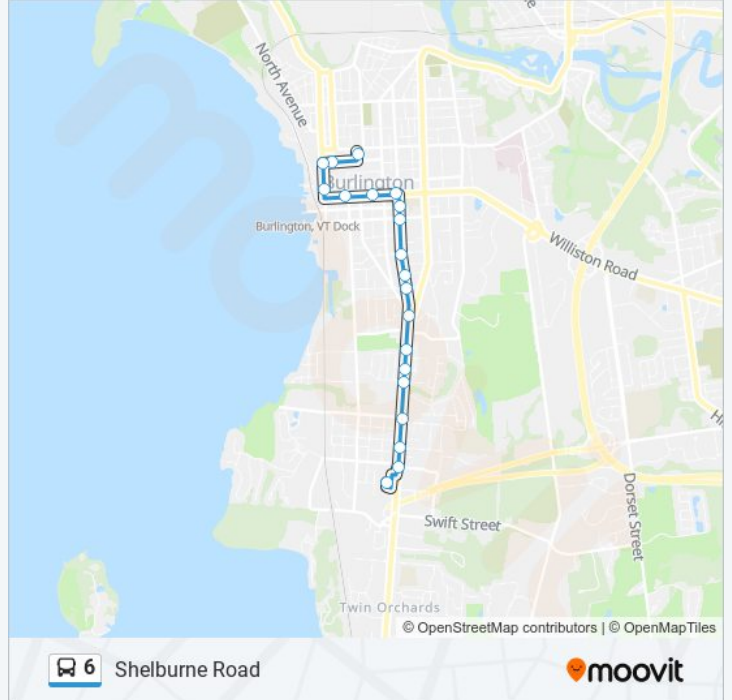 North Avenue
Burlington
Burlington, VT Dock
Williston Road
Dorset Street
Swift Street
Twin Orchards
© OpenStreetMap contributors | © OpenMapTiles
6 Shelburne Road
moovit